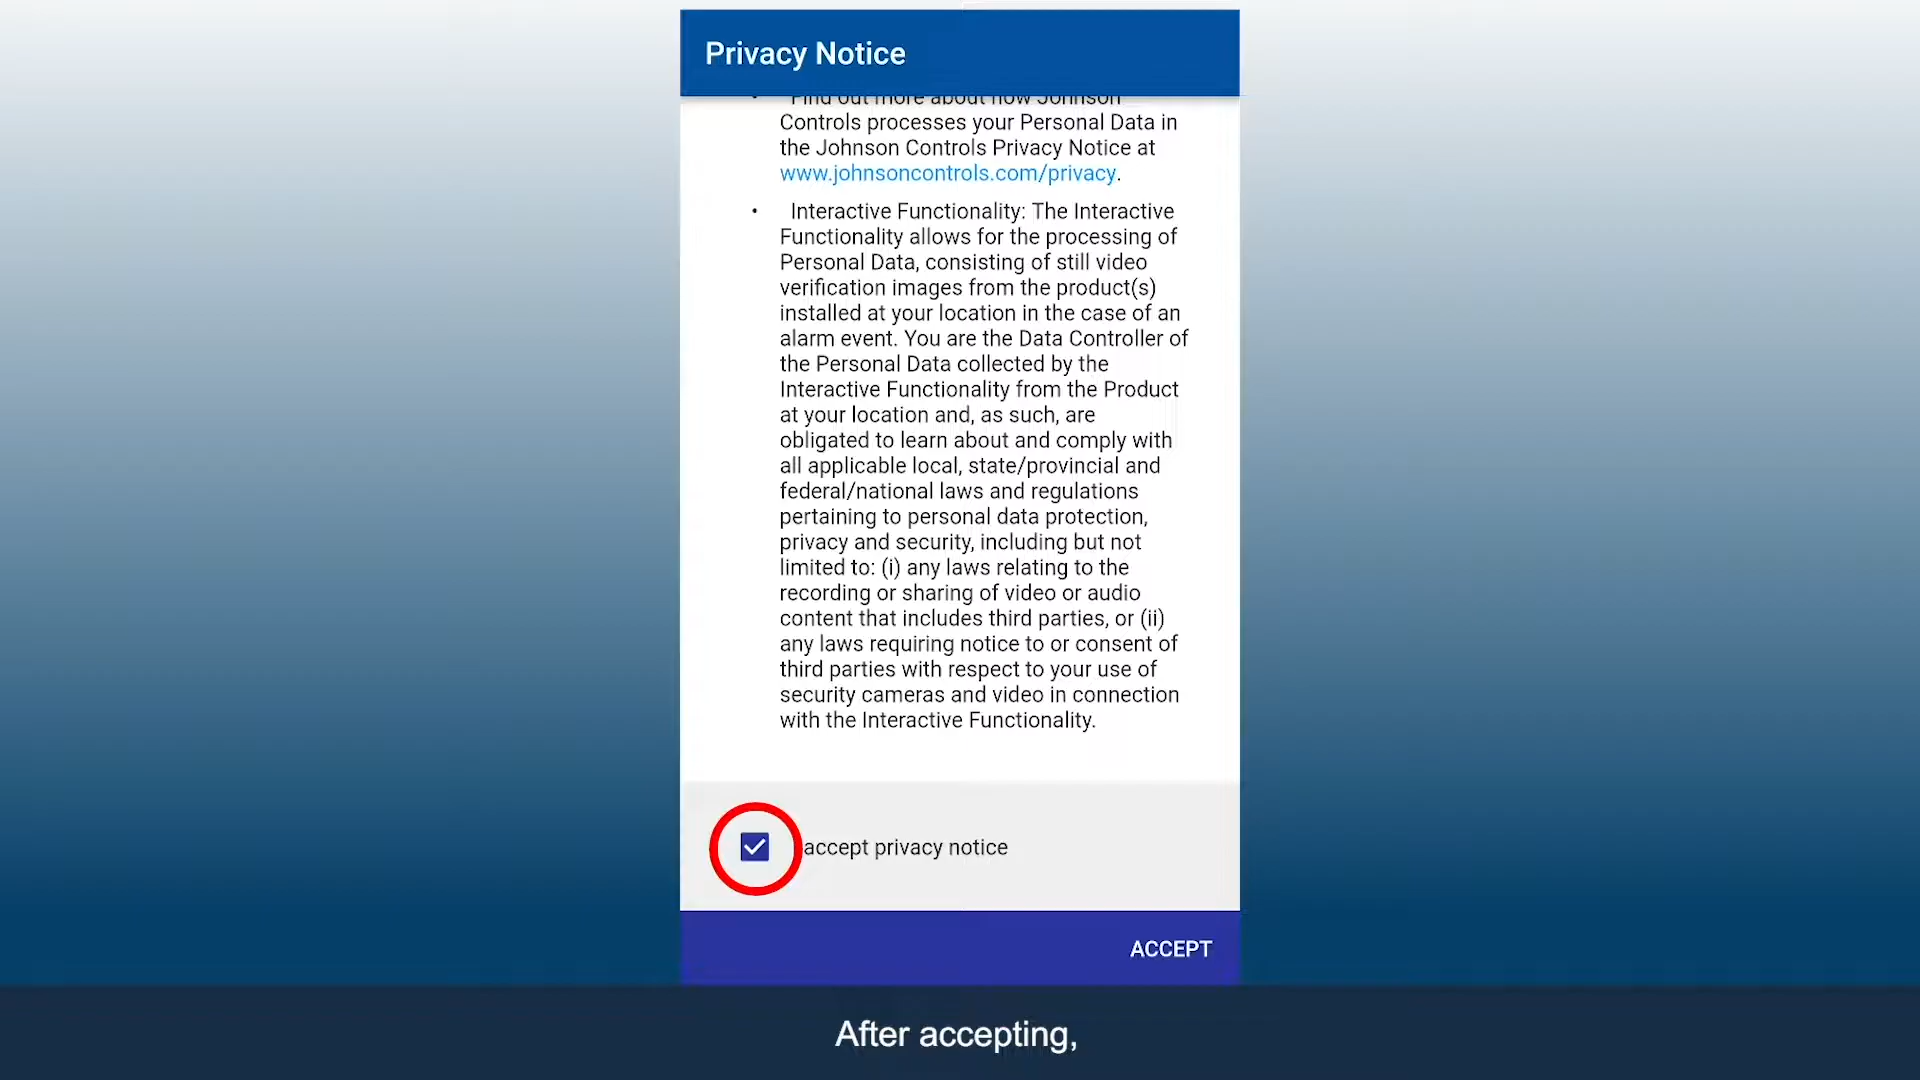 Privacy Notice
• Find out more about how Johnson
Controls processes your Personal Data in
the Johnson Controls Privacy Notice at
www.johnsoncontrols.com/privacy.
• Interactive Functionality: The Interactive
Functionality allows for the processing of
Personal Data, consisting of still video
verification images from the product(s)
installed at your location in the case of an
alarm event. You are the Data Controller of
the Personal Data collected by the
Interactive Functionality from the Product
at your location and, as such, are
obligated to learn about and comply with
all applicable local, state/provincial and
federal/national laws and regulations
pertaining to personal data protection,
privacy and security, including but not
limited to: (i) any laws relating to the
recording or sharing of video or audio
content that includes third parties, or (ii)
any laws requiring notice to or consent of
third parties with respect to your use of
security cameras and video in connection
with the Interactive Functionality.
accept privacy notice
ACCEPT
After accepting,